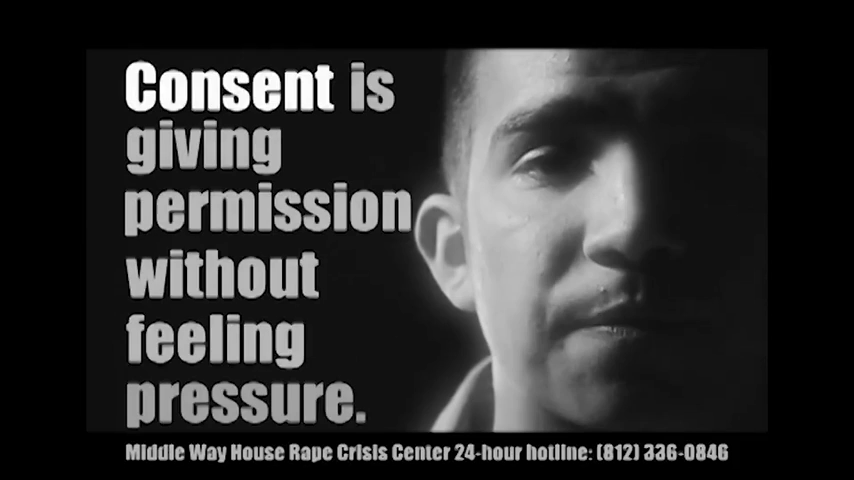 Consent is
giving
permission
without
feeling
pressure.
Middle Way House Rape Crisis Center 24-hour hotline: (812) 336-0846